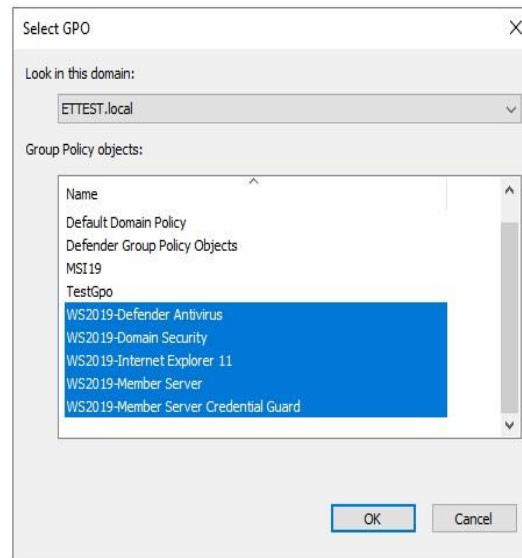 Select GPO
Look in this domain:
ETTEST.local
Group Policy objects:
Name
Default Domain Policy
Defender Group Policy Objects
MSI19
TestGpo
WS2019-Defender Antivirus
WS2019-Domain Security
WS2019-Internet Explorer 11
WS2019-Member Server
WS2019-Member Server Credential Guard
OK Cancel